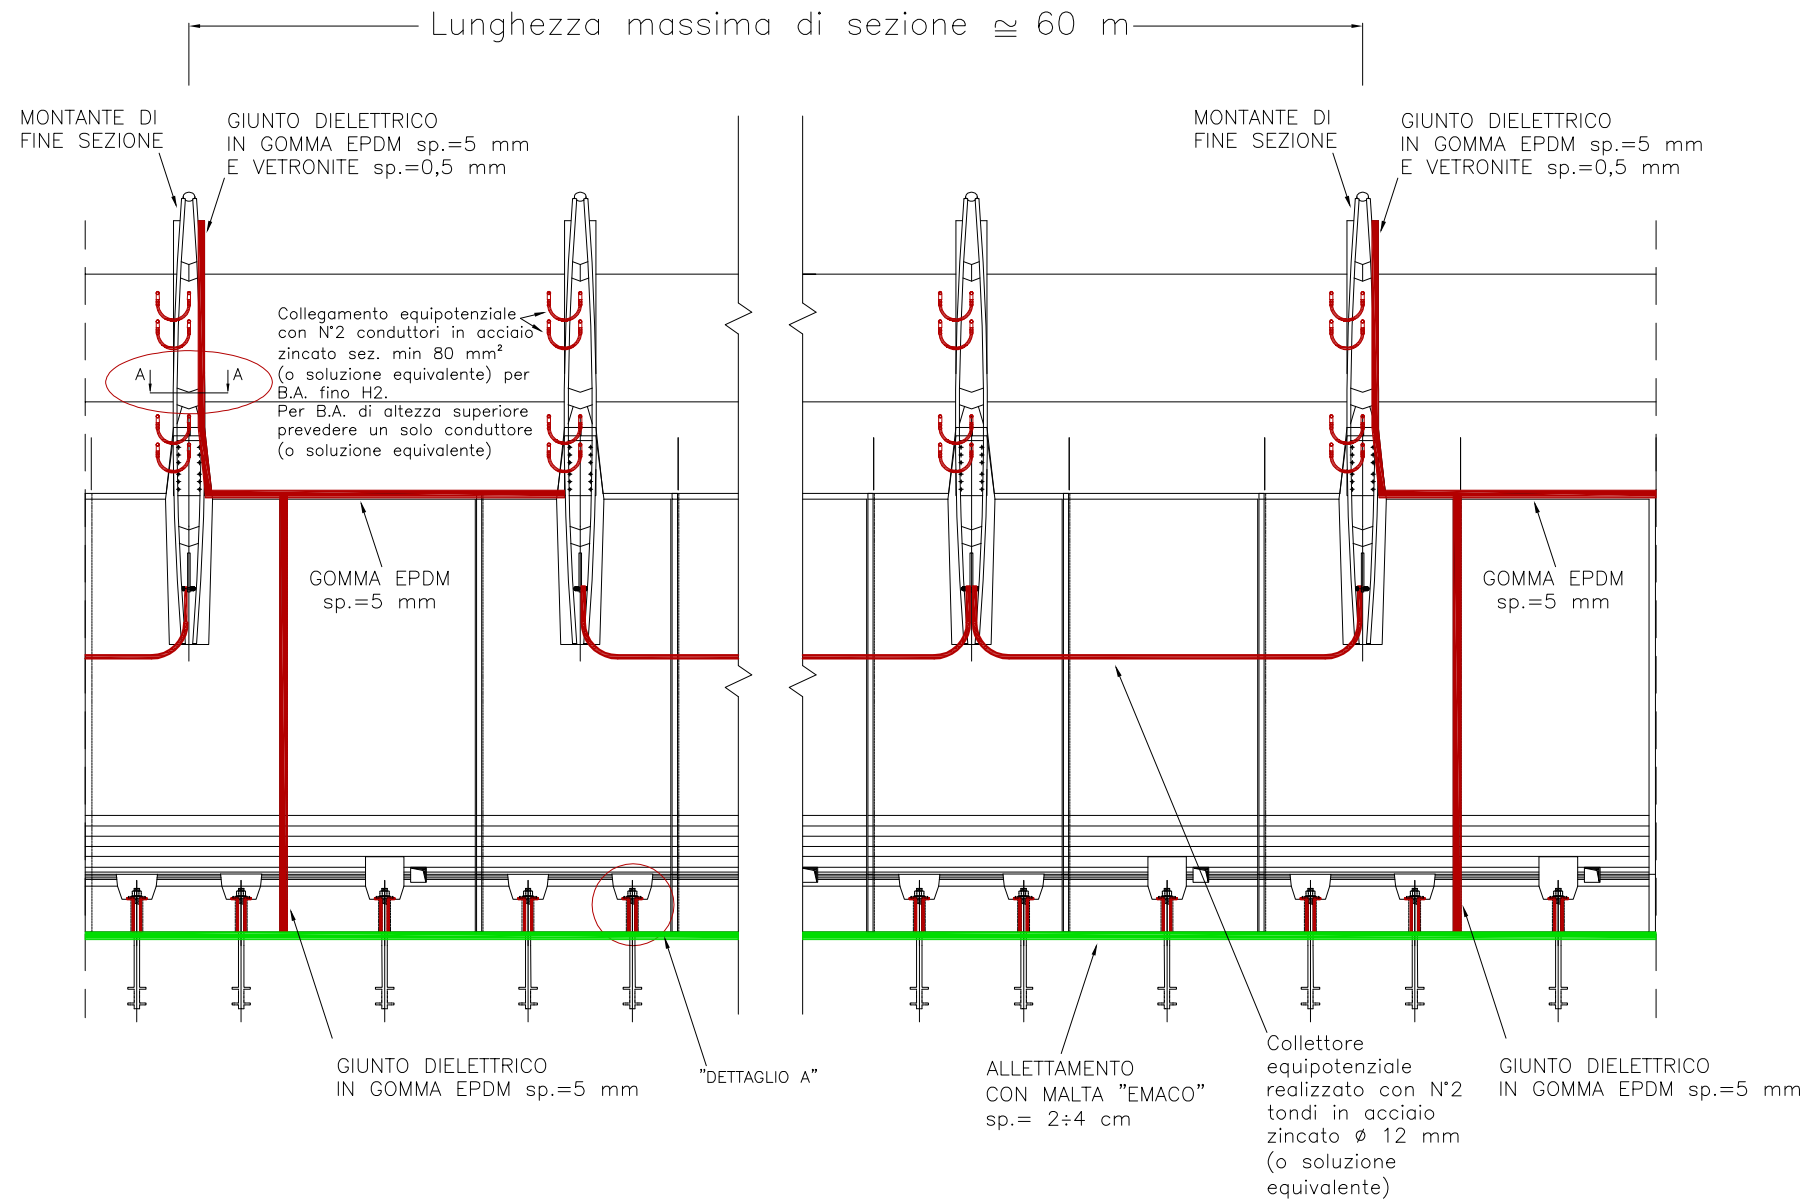 Lunghezza massima di sezione ≅ 60 m
MONTANTE DI
FINE SEZIONE
GIUNTO DIELETTRICO
IN GOMMA EPDM sp.=5 mm
E VETRONITE sp.=0,5 mm
MONTANTE DI
FINE SEZIONE
GIUNTO DIELETTRICO
IN GOMMA EPDM sp.=5 mm
E VETRONITE sp.=0,5 mm
Collegamento equipotenziale
con N°2 conduttori in acciaio
zincato sez. min 80 mm²
(o soluzione equivalente) per
B.A. fino H2.
Per B.A. di altezza superiore
prevedere un solo conduttore
(o soluzione equivalente)
A A
GOMMA EPDM
sp.=5 mm
GOMMA EPDM
sp.=5 mm
GIUNTO DIELETTRICO
IN GOMMA EPDM sp.=5 mm
"DETTAGLIO A"
ALLETTAMENTO
CON MALTA "EMACO"
sp.= 2÷4 cm
Collettore
equipotenziale
realizzato con N°2
tondi in acciaio
zincato ø 12 mm
(o soluzione
equivalente)
GIUNTO DIELETTRICO
IN GOMMA EPDM sp.=5 mm